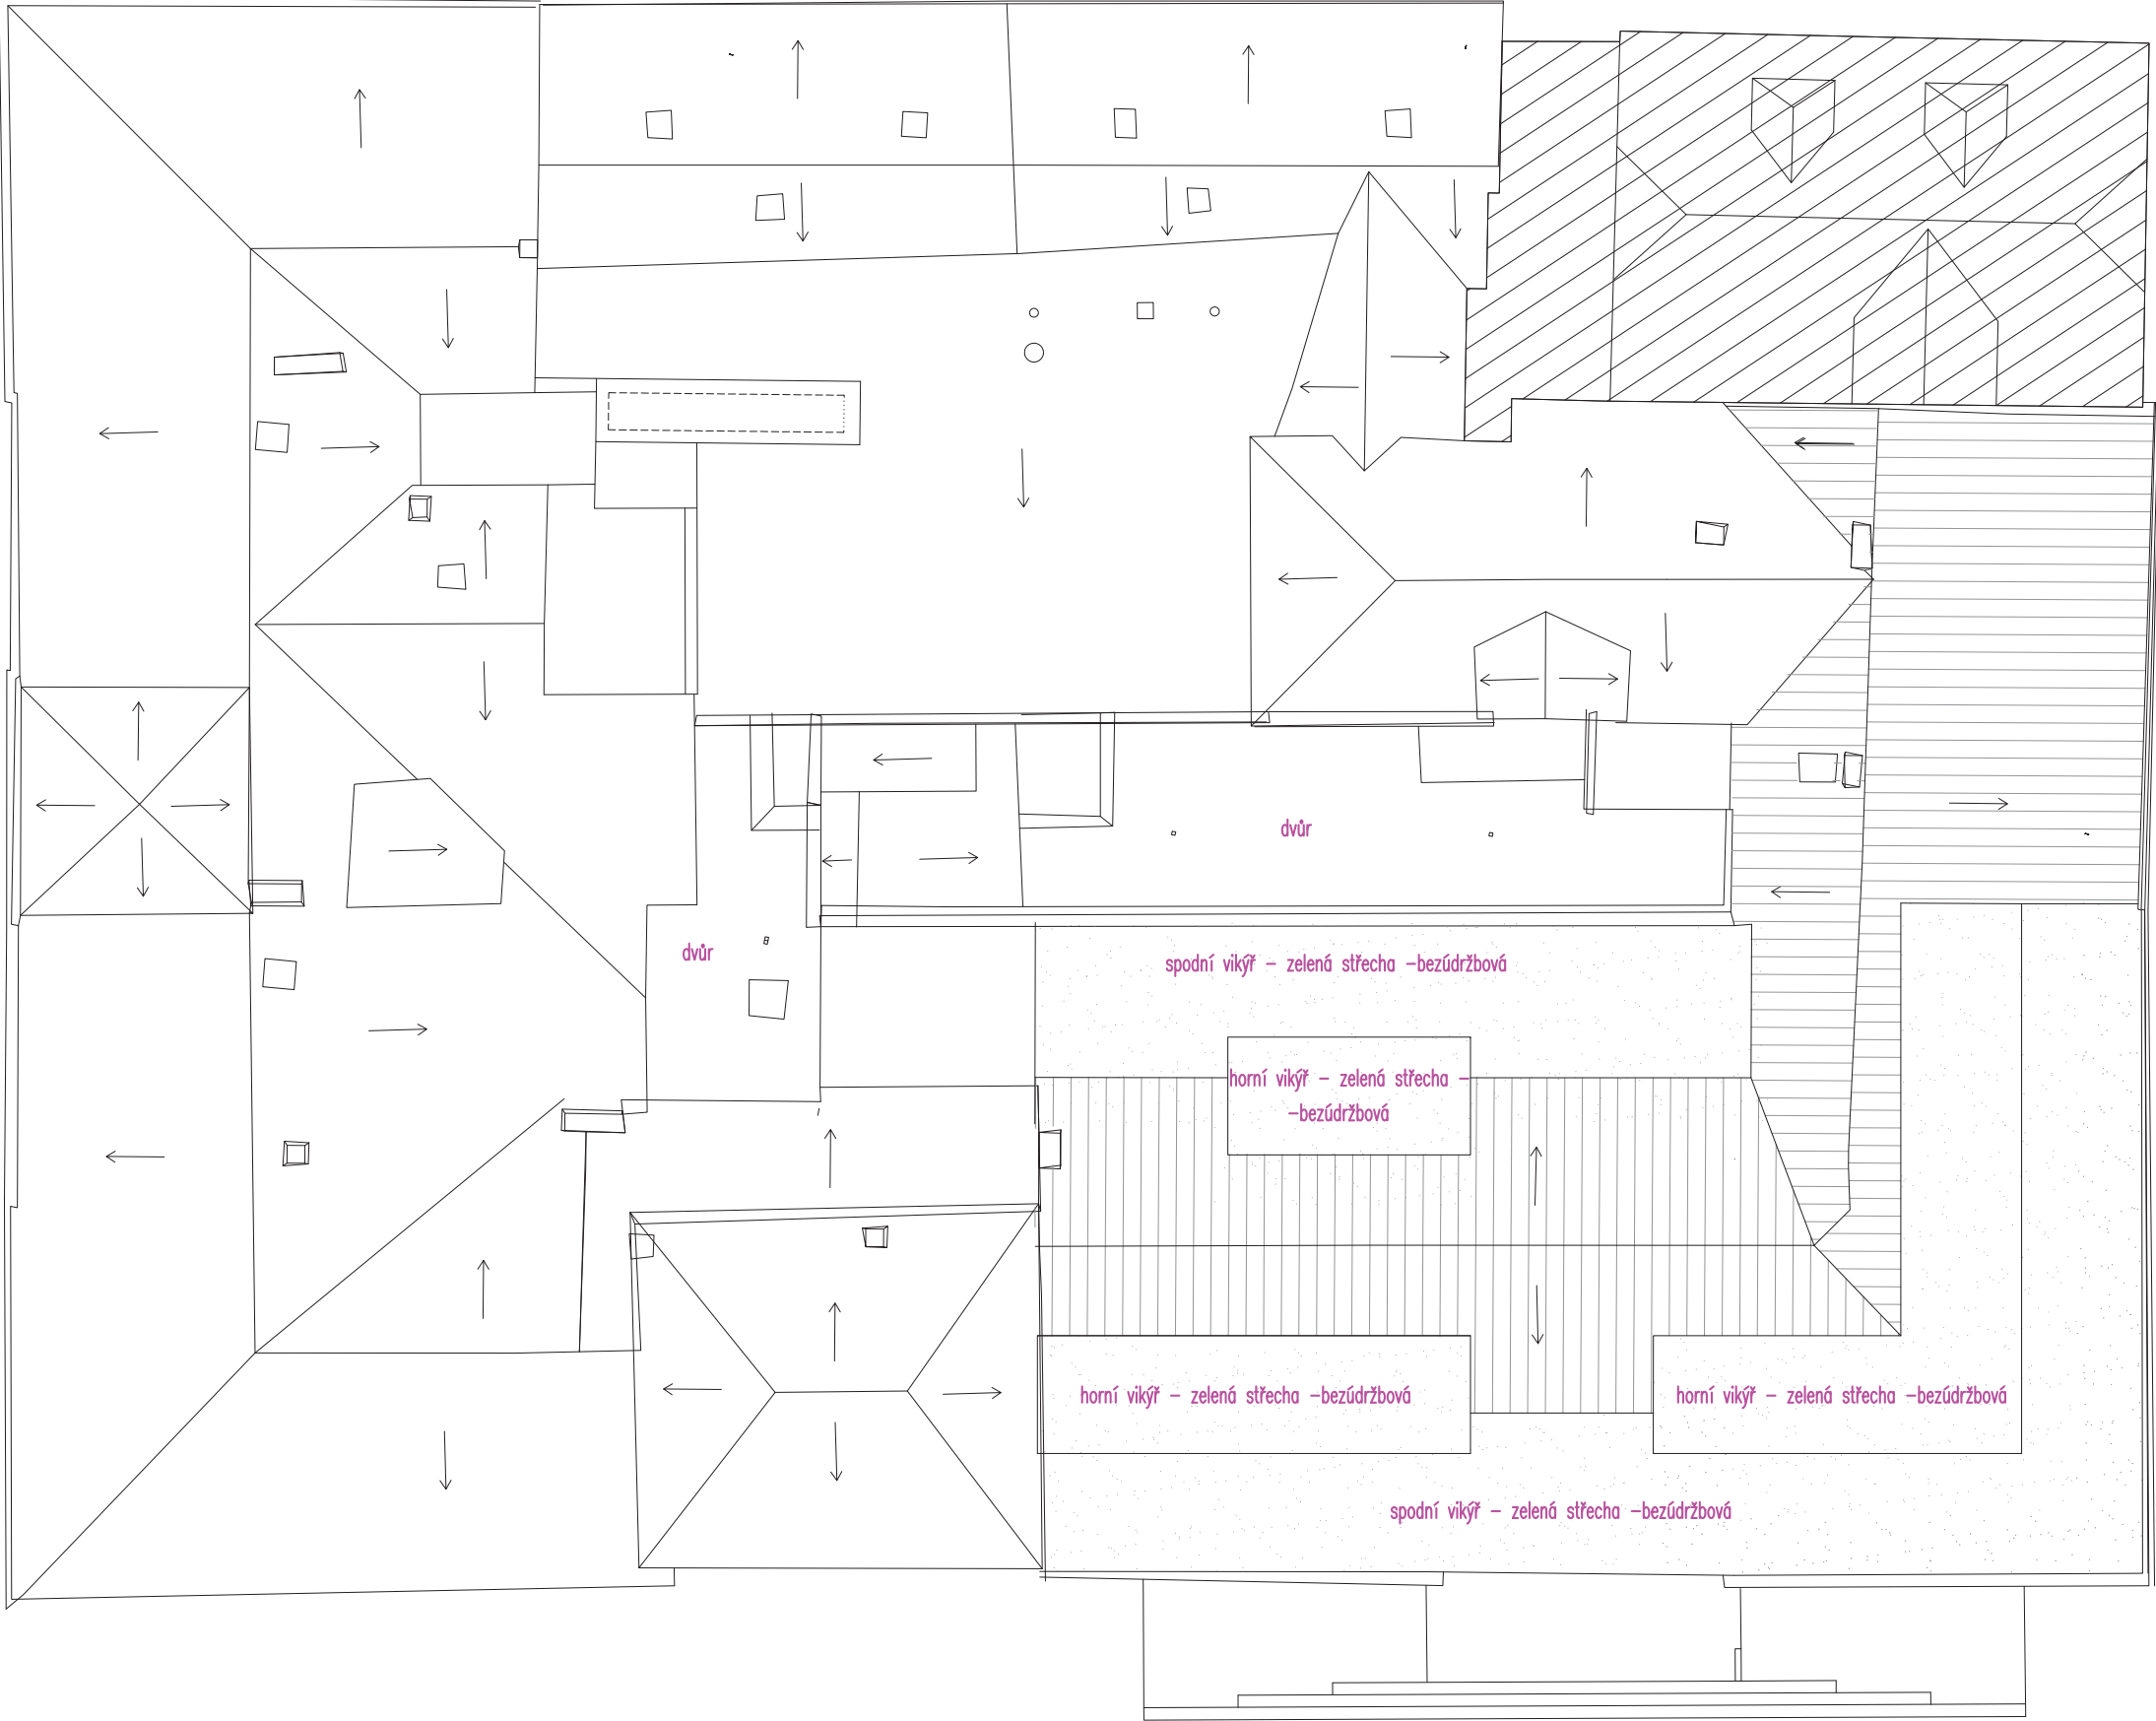 dvůr
dvůr
spodní vikýř – zelená střecha –bezúdržbová
horní vikýř – zelená střecha –
–bezúdržbová
horní vikýř – zelená střecha –bezúdržbová
horní vikýř – zelená střecha –bezúdržbová
spodní vikýř – zelená střecha –bezúdržbová